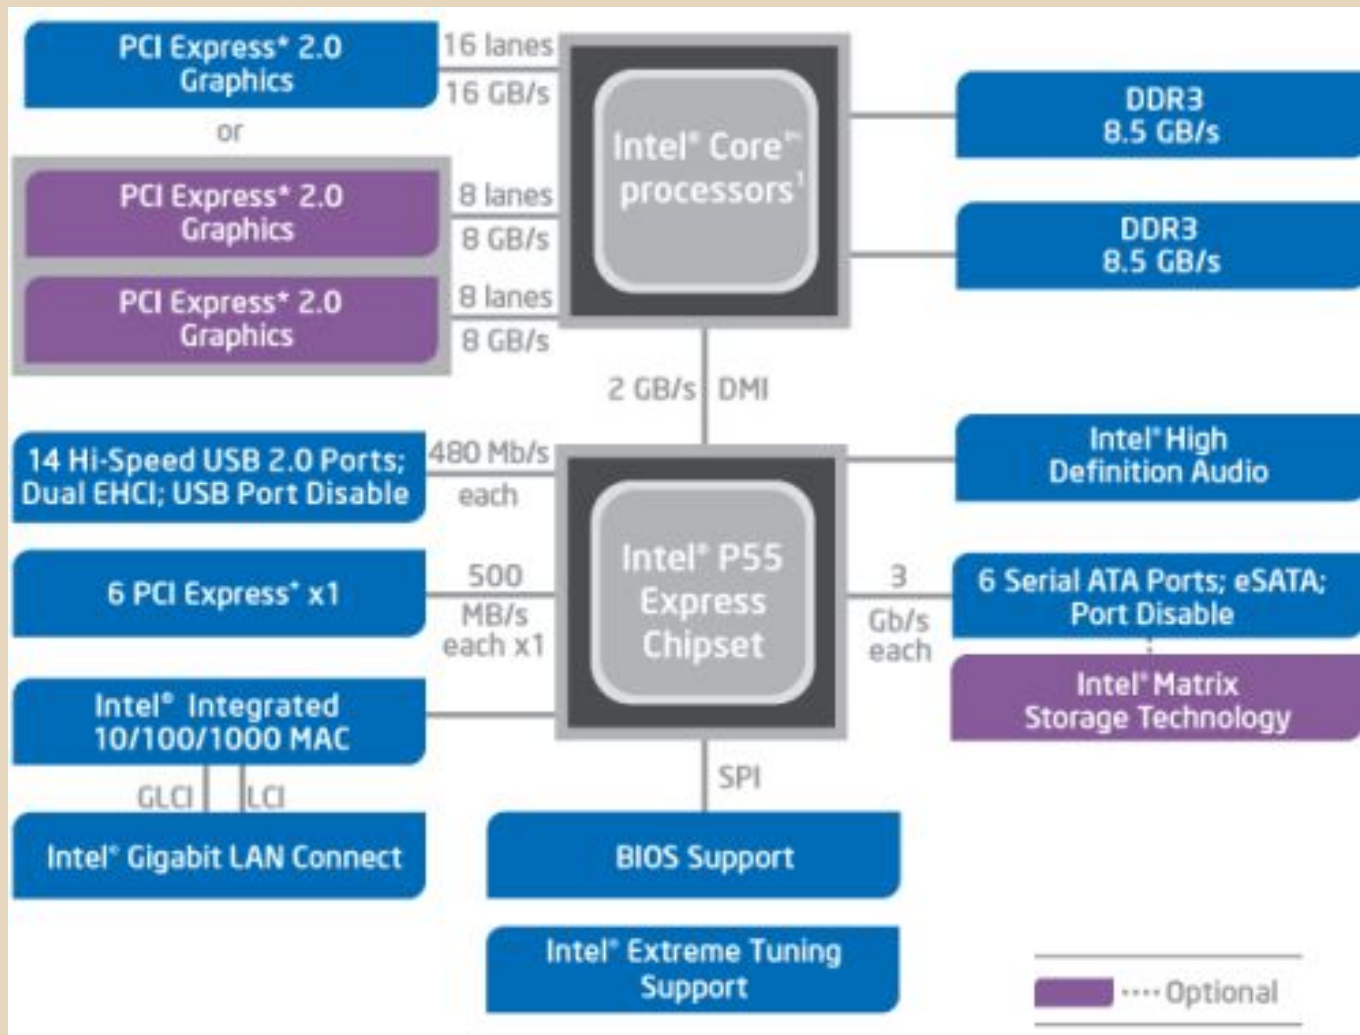 PCI Express* 2.0
Graphics
16 lanes
16 GB/s
or
PCI Express* 2.0
Graphics
8 lanes
8 GB/s
PCI Express* 2.0
Graphics
8 lanes
8 GB/s
Intel® Core™
processors¹
DDR3
8.5 GB/s
DDR3
8.5 GB/s
2 GB/s DMI
14 Hi-Speed USB 2.0 Ports;
Dual EHCI; USB Port Disable
480 Mb/s
each
Intel® High
Definition Audio
6 PCI Express* x1
500
MB/s
each x1
Intel® P55
Express
Chipset
3
Gb/s
each
6 Serial ATA Ports; eSATA;
Port Disable
Intel® Matrix
Storage Technology
Intel® Integrated
10/100/1000 MAC
GLCI LCI
Intel® Gigabit LAN Connect
SPI
BIOS Support
Intel® Extreme Tuning
Support
Optional